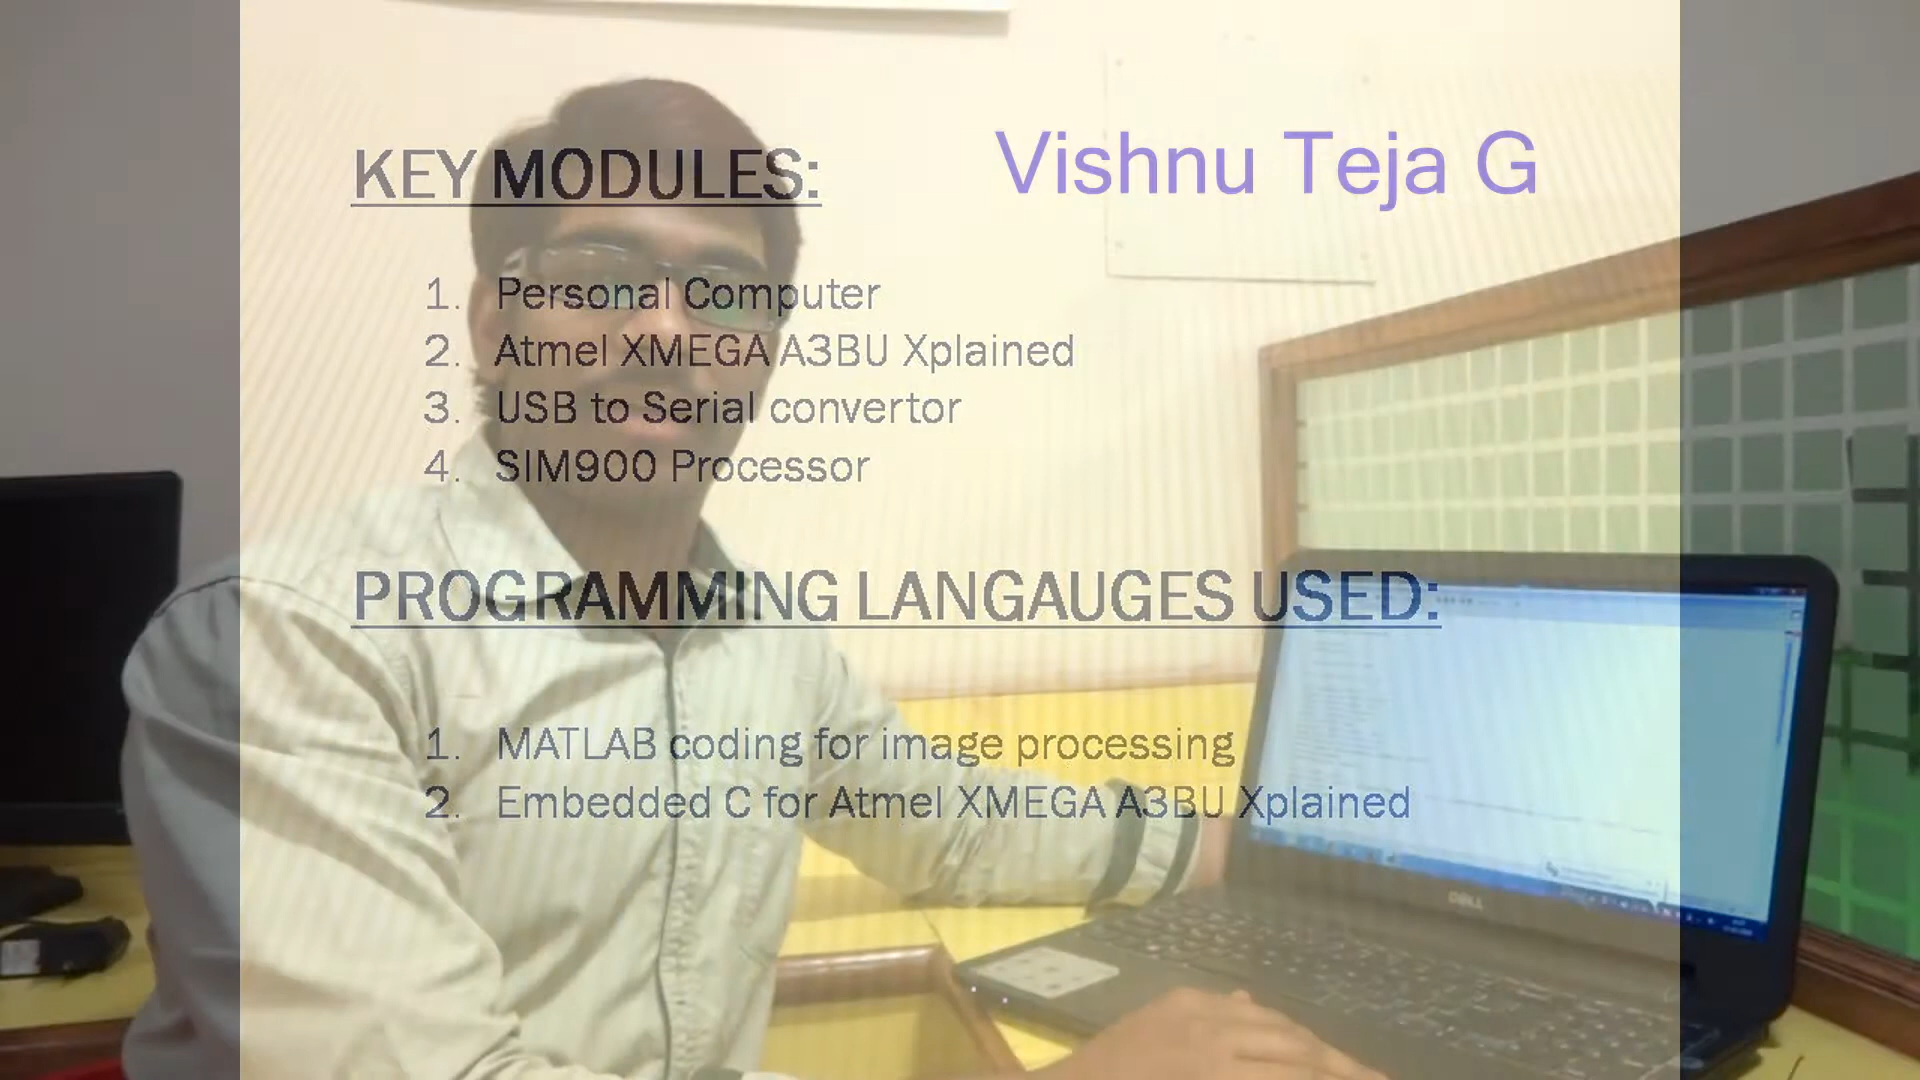 KEY MODULES:
Vishnu Teja G
1. Personal Computer
2. Atmel XMEGA A3BU Xplained
3. USB to Serial convertor
4. SIM900 Processor
PROGRAMMING LANGAUGES USED:
1. MATLAB coding for image processing
2. Embedded C for Atmel XMEGA A3BU Xplained
DELL